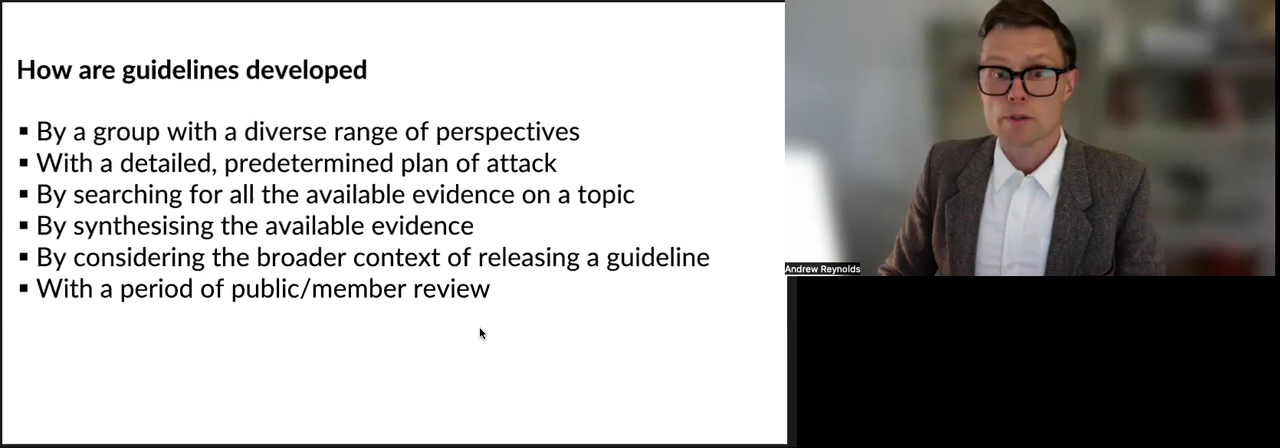 How are guidelines developed
▪ By a group with a diverse range of perspectives
▪ With a detailed, predetermined plan of attack
▪ By searching for all the available evidence on a topic
▪ By synthesising the available evidence
▪ By considering the broader context of releasing a guideline
▪ With a period of public/member review
Andrew Reynolds